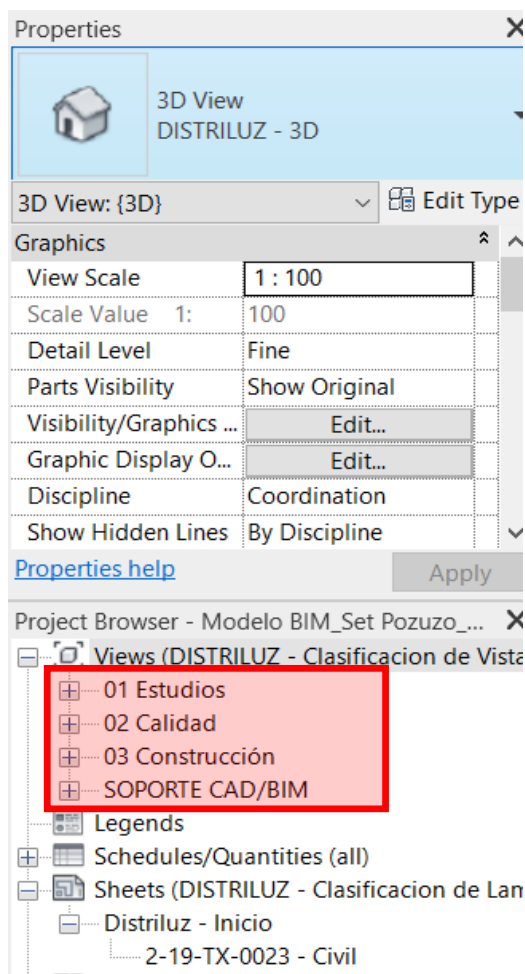 Properties
3D View
DISTRILUZ - 3D
3D View: {3D}
Edit Type
Graphics
View Scale 1 : 100
Scale Value 1: 100
Detail Level Fine
Parts Visibility Show Original
Visibility/Graphics ... Edit...
Graphic Display O... Edit...
Discipline Coordination
Show Hidden Lines By Discipline
Properties help Apply
Project Browser - Modelo BIM_Set Pozuzo_...
Views (DISTRILUZ - Clasificacion de Vista
01 Estudios
02 Calidad
03 Construcción
SOPORTE CAD/BIM
Legends
Schedules/Quantities (all)
Sheets (DISTRILUZ - Clasificacion de Lam
Distriluz - Inicio
2-19-TX-0023 - Civil